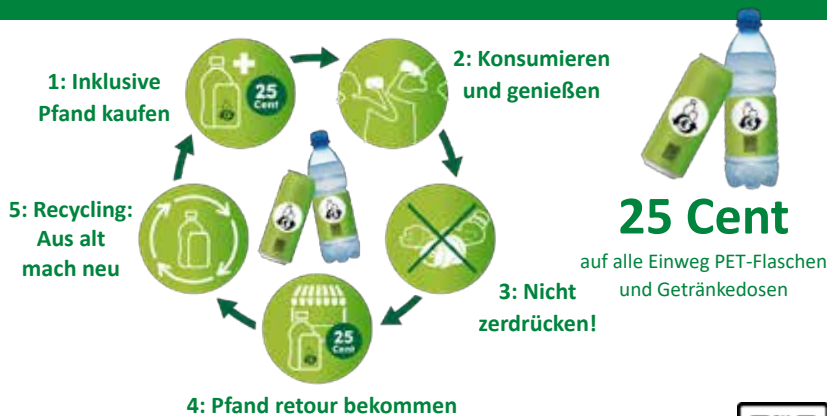 1: Inklusive
Pfand kaufen
25
Cent
2: Konsumieren
und genießen
3: Nicht
zerdrücken!
25
Cent
4: Pfand retour bekommen
5: Recycling:
Aus alt
mach neu
25 Cent
auf alle Einweg PET-Flaschen
und Getränkedosen